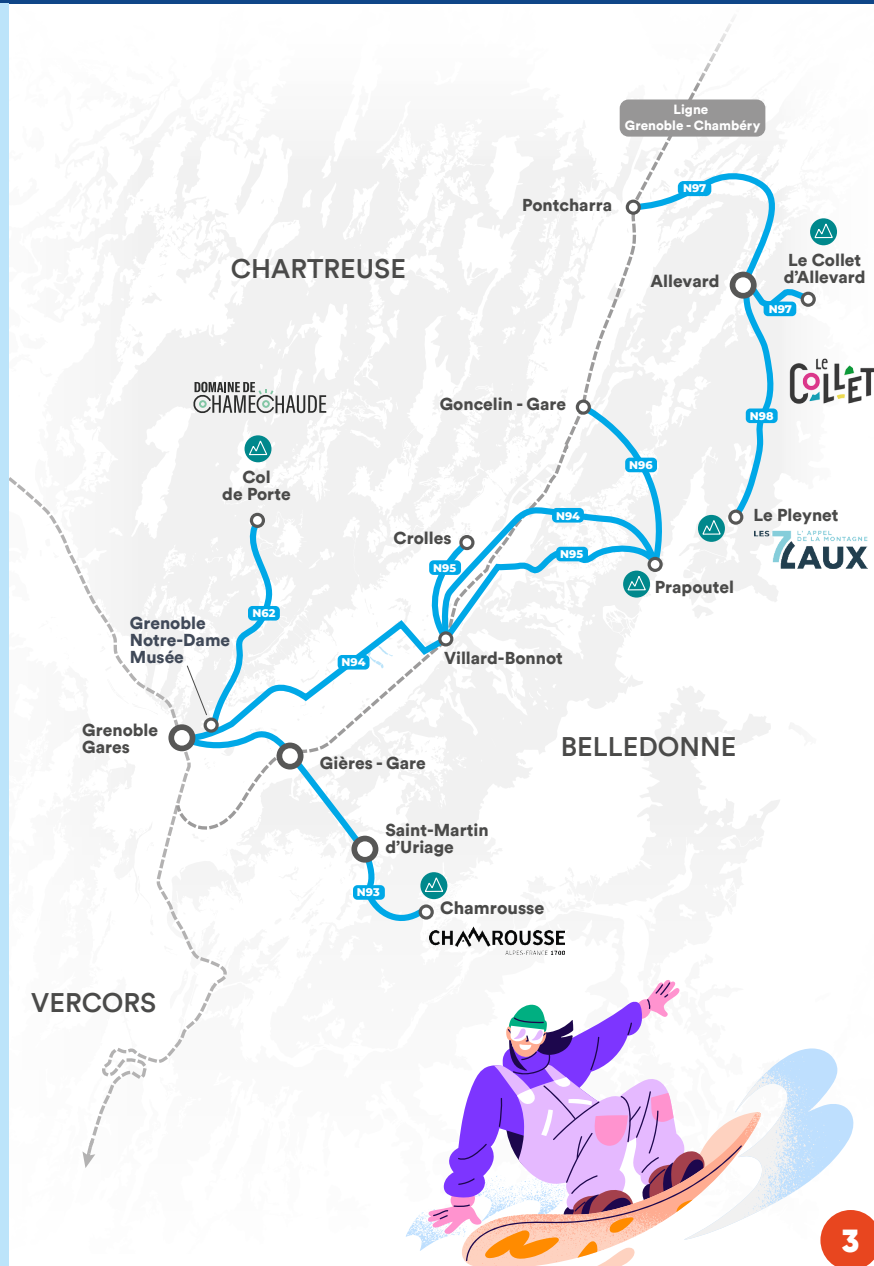 Ligne
Grenoble - Chambéry
N97
Pontcharra
Le Collet
d'Allevard
CHARTREUSE
Allevard
N97
LE
COLLET
DOMAINE DE
CHAMECHAUDE
Goncelin - Gare
N98
N96
Col
de Porte
Le Pleynet
N94
LES 7 LAUX
L'APPEL
DE LA MONTAGNE
Crolles
N95
N95
Prapoutel
N62
Grenoble
Notre-Dame
Musée
N94
Villard-Bonnot
Grenoble
Gares
BELLEDONNE
Gières - Gare
Saint-Martin
d'Uriage
N93
Chamrousse
CHAMROUSSE
ALPES-FRANCE 1700
VERCORS
3